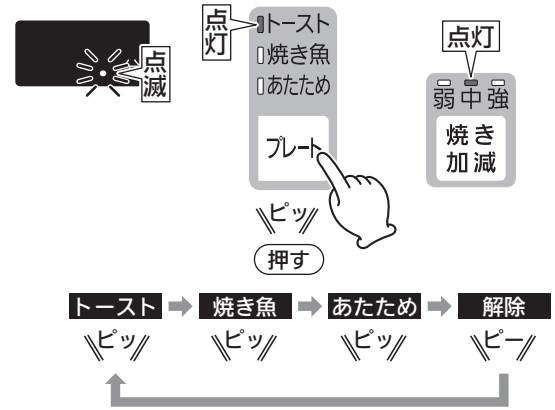 点滅
点灯
トースト
焼き魚
あたため
プレート
ピッ
押す
点灯
弱 中 強
焼き
加減
トースト 焼き魚 あたため 解除
ピッ ピッ ピッ ピー